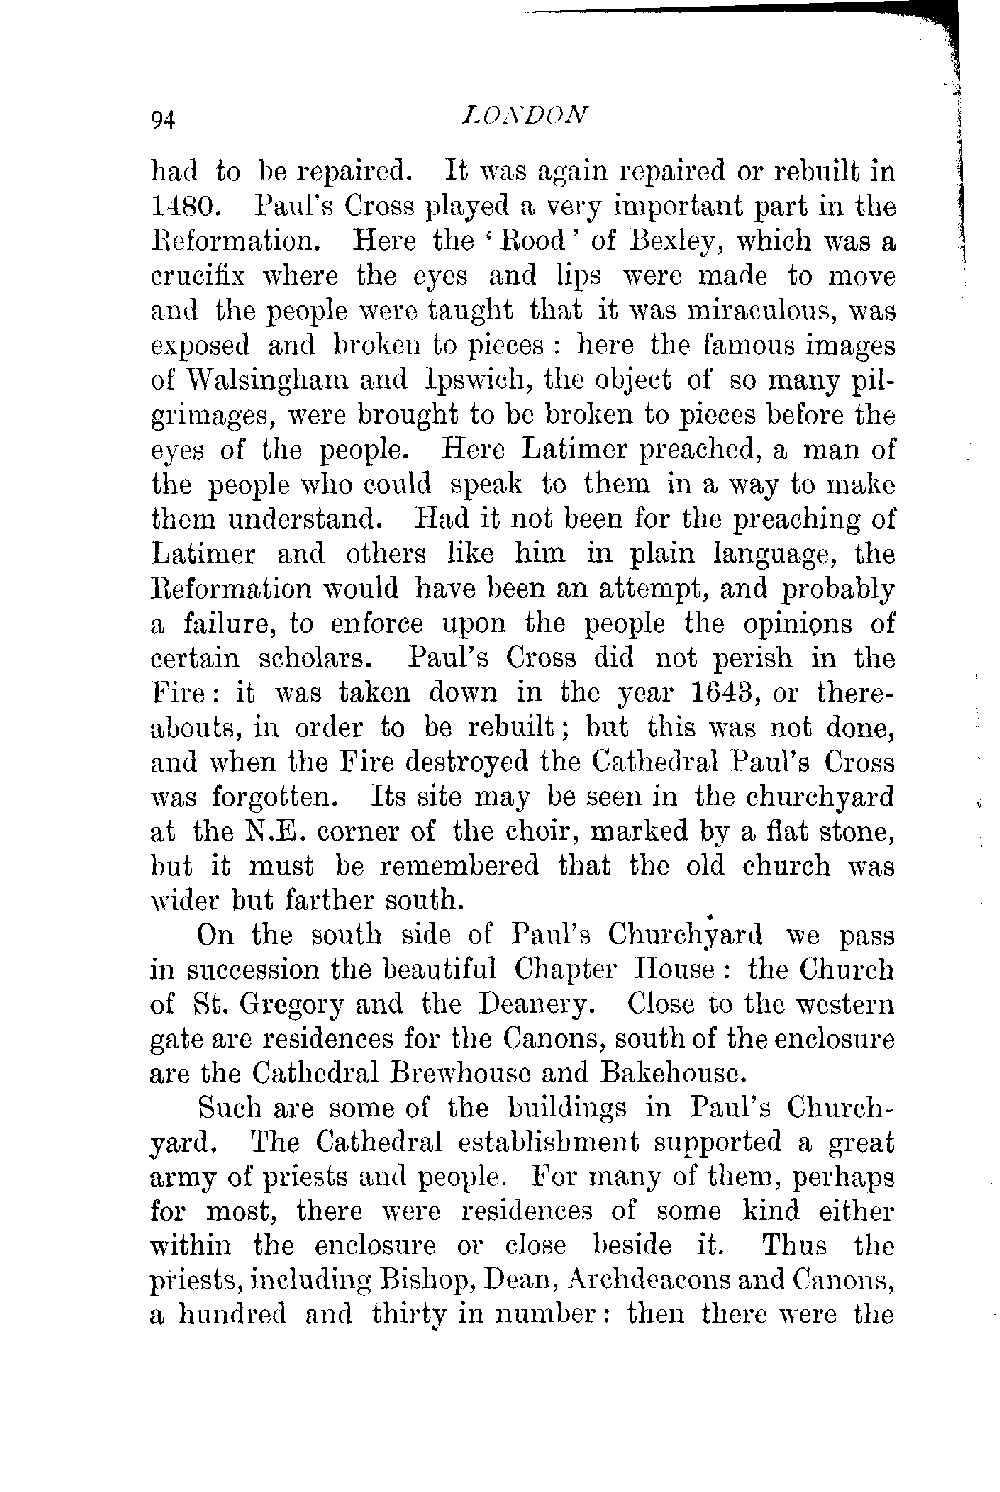 94 LONDON
had to be repaired. It was again repaired or rebuilt in
1480. Paul's Cross played a very important part in the
Reformation. Here the ‘Rood’ of Bexley, which was a
crucifix where the eyes and lips were made to move
and the people were taught that it was miraculous, was
exposed and broken to pieces : here the famous images
of Walsingham and Ipswich, the object of so many pil-
grimages, were brought to be broken to pieces before the
eyes of the people. Here Latimer preached, a man of
the people who could speak to them in a way to make
them understand. Had it not been for the preaching of
Latimer and others like him in plain language, the
Reformation would have been an attempt, and probably
a failure, to enforce upon the people the opinions of
certain scholars. Paul's Cross did not perish in the
Fire : it was taken down in the year 1643, or there-
abouts, in order to be rebuilt ; but this was not done,
and when the Fire destroyed the Cathedral Paul's Cross
was forgotten. Its site may be seen in the churchyard
at the N.E. corner of the choir, marked by a flat stone,
but it must be remembered that the old church was
wider but farther south.
On the south side of Paul's Churchyard we pass
in succession the beautiful Chapter House : the Church
of St. Gregory and the Deanery. Close to the western
gate are residences for the Canons, south of the enclosure
are the Cathedral Brewhouse and Bakehouse.
Such are some of the buildings in Paul's Church-
yard. The Cathedral establishment supported a great
army of priests and people. For many of them, perhaps
for most, there were residences of some kind either
within the enclosure or close beside it. Thus the
priests, including Bishop, Dean, Archdeacons and Canons,
a hundred and thirty in number : then there were the